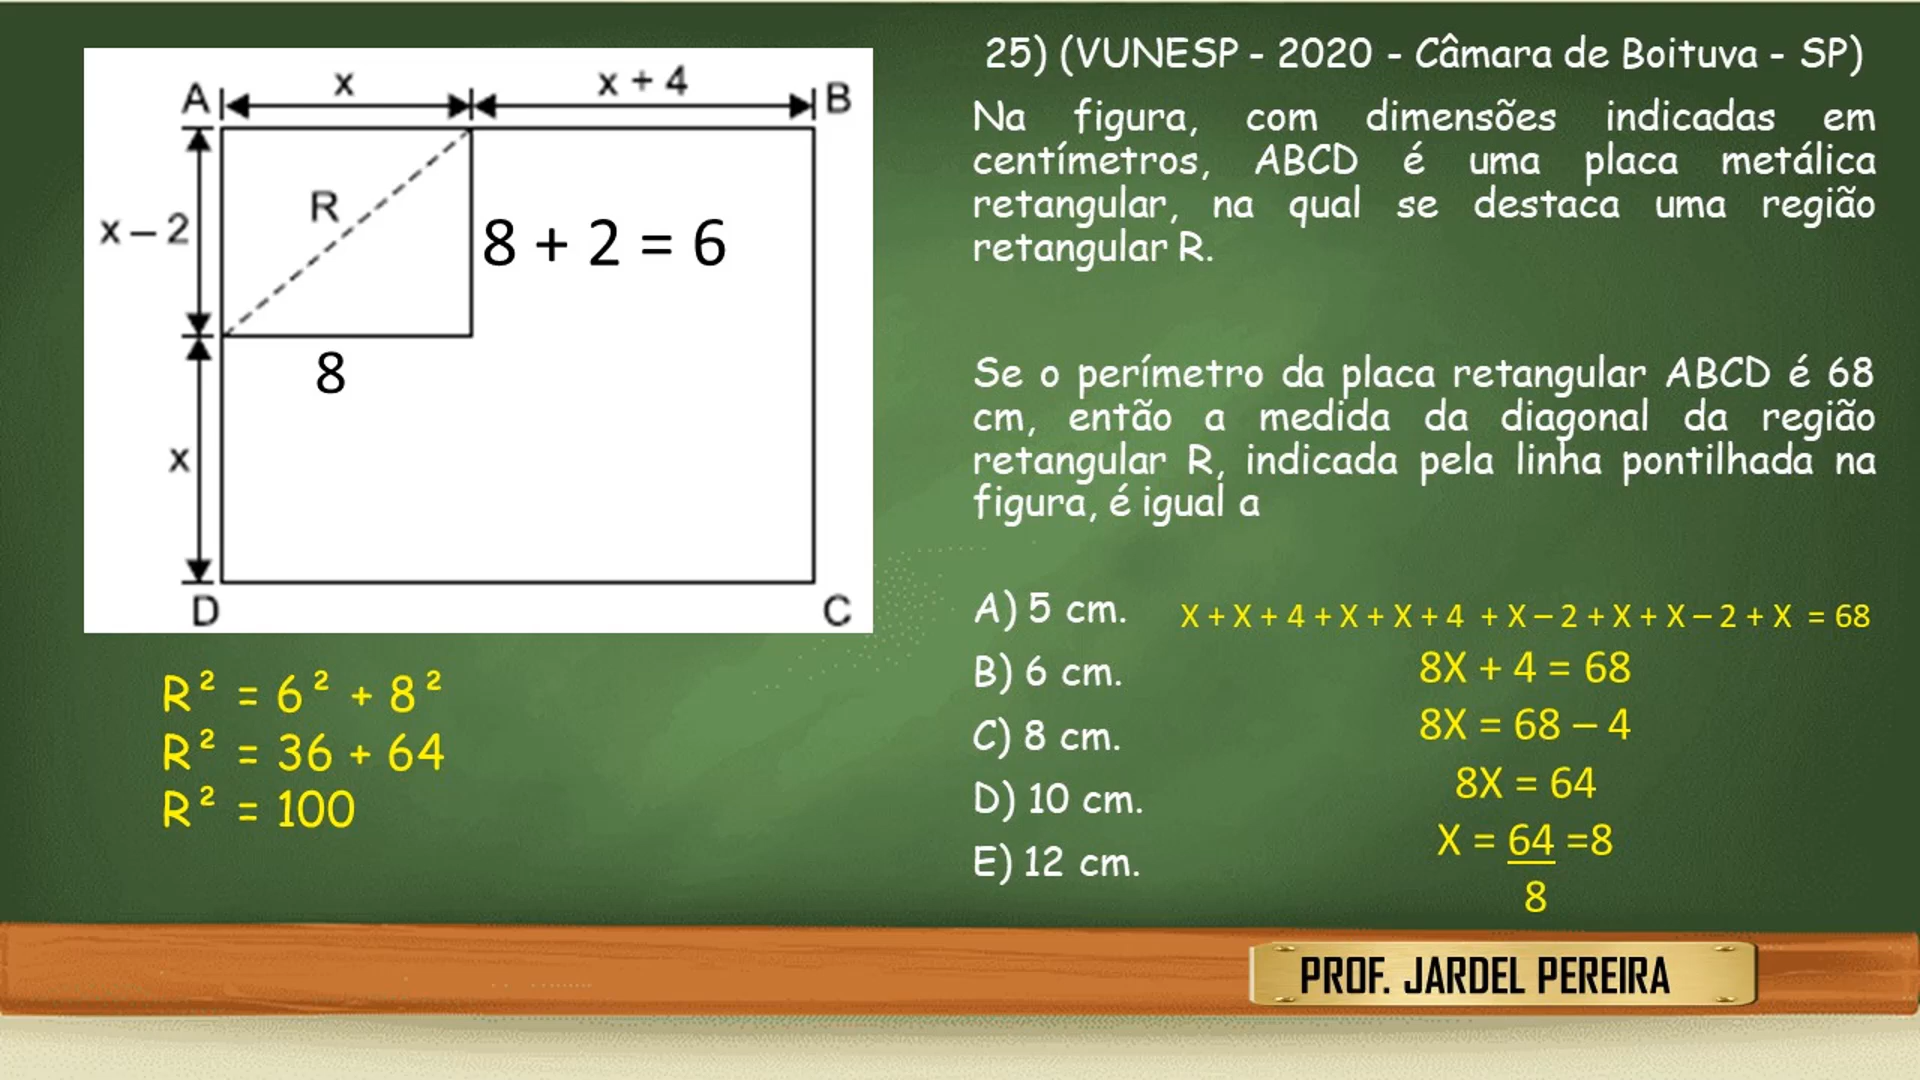 25) (VUNESP - 2020 - Câmara de Boituva - SP)
Na figura, com dimensões indicadas em
centímetros, ABCD é uma placa metálica
retangular, na qual se destaca uma região
retangular R.
Se o perímetro da placa retangular ABCD é 68
cm, então a medida da diagonal da região
retangular R, indicada pela linha pontilhada na
figura, é igual a
A) 5 cm.
B) 6 cm.
C) 8 cm.
D) 10 cm.
E) 12 cm.
X + X + 4 + X + X + 4 + X – 2 + X + X – 2 + X = 68
8X + 4 = 68
8X = 68 – 4
8X = 64
X = 64 =8
8
A x x + 4 B
x – 2
R
8 + 2 = 6
8
x
D C
R² = 6² + 8²
R² = 36 + 64
R² = 100
PROF. JARDEL PEREIRA